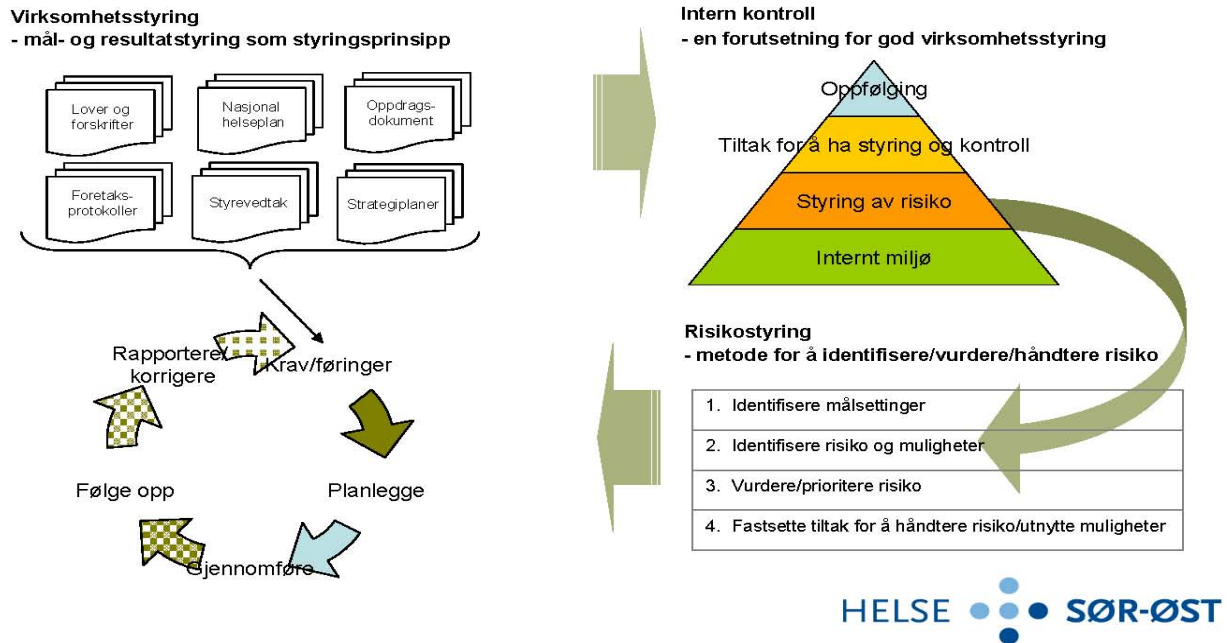 Virksomhetsstyring
- mål- og resultatstyring som styringsprinsipp
Lover og
forskrifter
Nasjonal
helseplan
Oppdrags-
dokument
Foretaks-
protokoller
Styrevedtak
Strategiplaner
Rapportere/
korrigere
Krav/føringer
Følge opp
Planlegge
Gjennomføre
Intern kontroll
- en forutsetning for god virksomhetsstyring
Oppfølging
Tiltak for å ha styring og kontroll
Styring av risiko
Internt miljø
Risikostyring
- metode for å identifisere/vurdere/håndtere risiko
1. Identifisere målsettinger
2. Identifisere risiko og muligheter
3. Vurdere/prioritere risiko
4. Fastsette tiltak for å håndtere risiko/utnytte muligheter
HELSE SØR-ØST